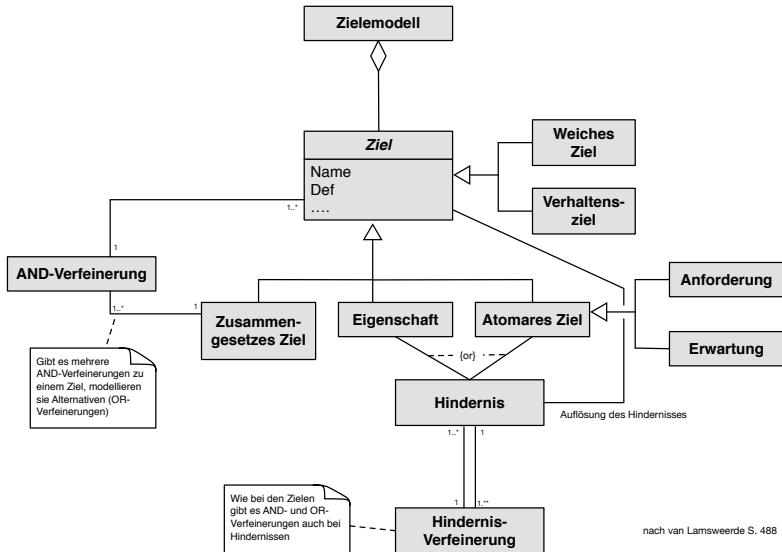 Zielemodell
Ziel
Name
Def
....
Weiches
Ziel
Verhaltens-
ziel
1..*
1
AND-Verfeinerung
1..*
1
Zusammen-
gesetzes Ziel
Eigenschaft
Atomares Ziel
Anforderung
Erwartung
{or}
Gibt es mehrere
AND-Verfeinerungen zu
einem Ziel, modellieren
sie Alternativen (OR-
Verfeinerungen)
Hindernis
Auflösung des Hindernisses
1..*
1
1
1..**
Wie bei den Zielen
gibt es AND- und OR-
Verfeinerungen auch bei
Hindernissen
Hindernis-
Verfeinerung
nach van Lamsweerde S. 488